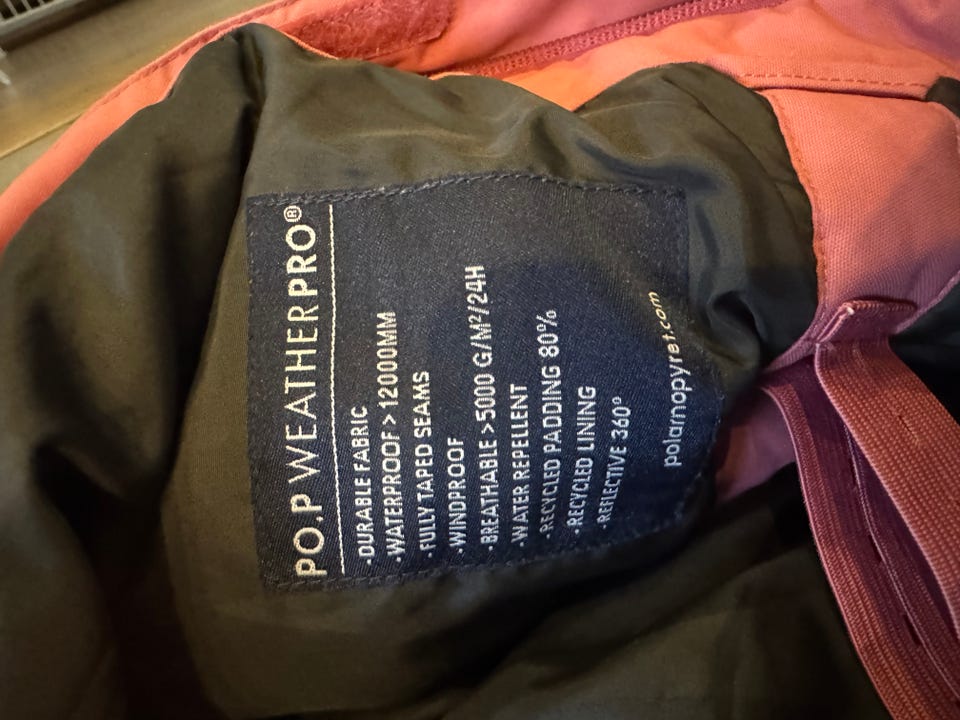 PO.P WEATHERPRO®
·DURABLE FABRIC
·WATERPROOF >12000MM
·FULLY TAPED SEAMS
·WINDPROOF
·BREATHABLE >5000 G/M²/24H
·WATER REPELLENT
·RECYCLED PADDING 80%
·RECYCLED LINING
·REFLECTIVE 360°
polarnopyret.com